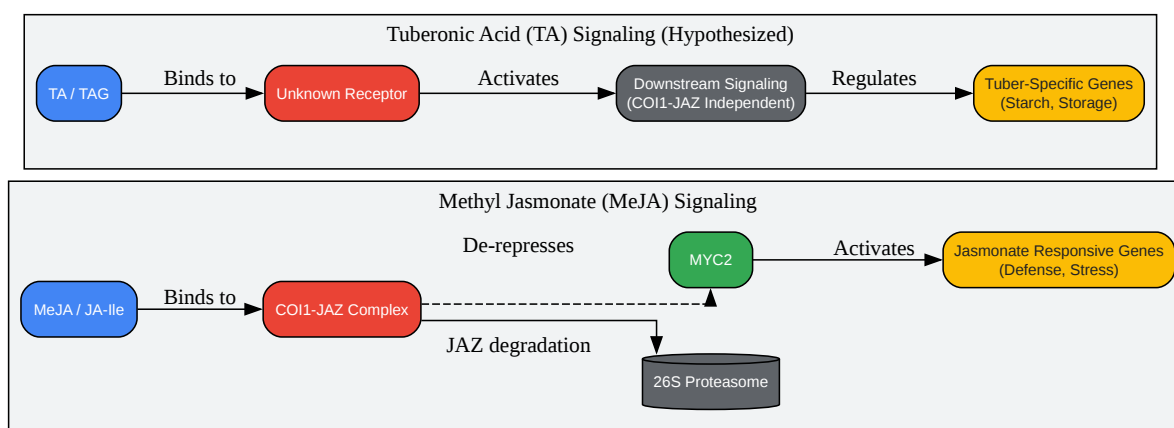 Tuberonic Acid (TA) Signaling (Hypothesized)
TA / TAG
Binds to
Unknown Receptor
Activates
Downstream Signaling
(COI1-JAZ Independent)
Regulates
Tuber-Specific Genes
(Starch, Storage)
Methyl Jasmonate (MeJA) Signaling
MeJA / JA-Ile
Binds to
COI1-JAZ Complex
De-represses
MYC2
Activates
Jasmonate Responsive Genes
(Defense, Stress)
JAZ degradation
26S Proteasome